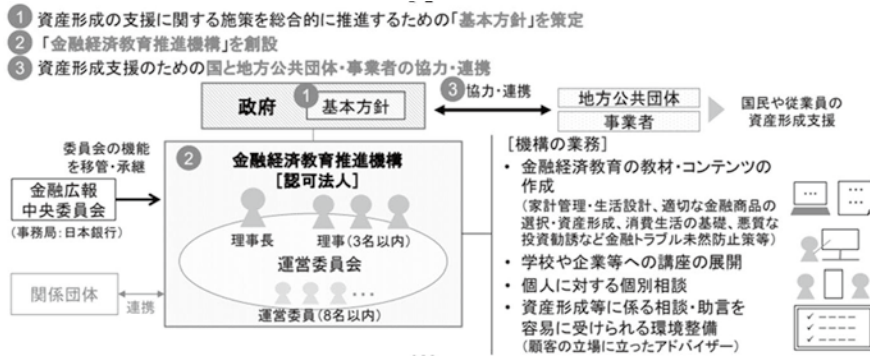 1 資産形成の支援に関する施策を総合的に推進するための「基本方針」を策定
2 「金融経済教育推進機構」を創設
3 資産形成支援のための国と地方公共団体・事業者の協力・連携
政府
1
基本方針
3 協力・連携
地方公共団体
事業者
国民や従業員の
資産形成支援
委員会の機能
を移管・承継
金融広報
中央委員会
(事務局:日本銀行)
関係団体
連携
2
金融経済教育推進機構
[認可法人]
理事長
理事(3名以内)
運営委員会
・・・
運営委員(8名以内)
[機構の業務]
・ 金融経済教育の教材・コンテンツの
作成
(家計管理・生活設計、適切な金融商品の
選択・資産形成、消費生活の基礎、悪質な
投資勧誘など金融トラブル未然防止策等)
・ 学校や企業等への講座の展開
・ 個人に対する個別相談
・ 資産形成等に係る相談・助言を
容易に受けられる環境整備
(顧客の立場に立ったアドバイザー)